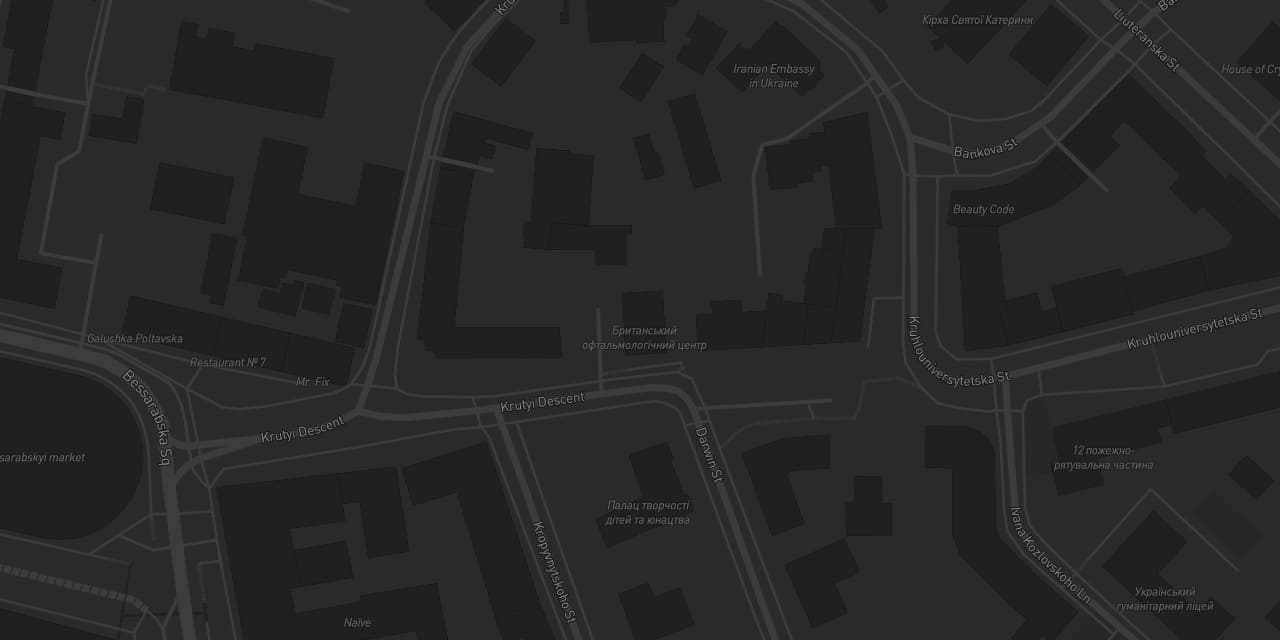 Кірха Святої Катерини
Liuteranska St
Iranian Embassy
in Ukraine
House of Cry
Bankova St
Beauty Code
Kruhlouniversytetska St
Британський
офтальмологічний центр
Galushka Poltavska
Restaurant № 7
Mr. Fix
Bessarabska Sq
Krutyi Descent
Krutyi Descent
Kruhlouniversytetska St
sarabskyi market
Darwin St
12 пожежно-
рятувальна частина
Палац творчості
дітей та юнацтва
Kropyvnytskoho St
Ivana Kozlovskoho Ln
Український
гуманітарний ліцей
Naïve